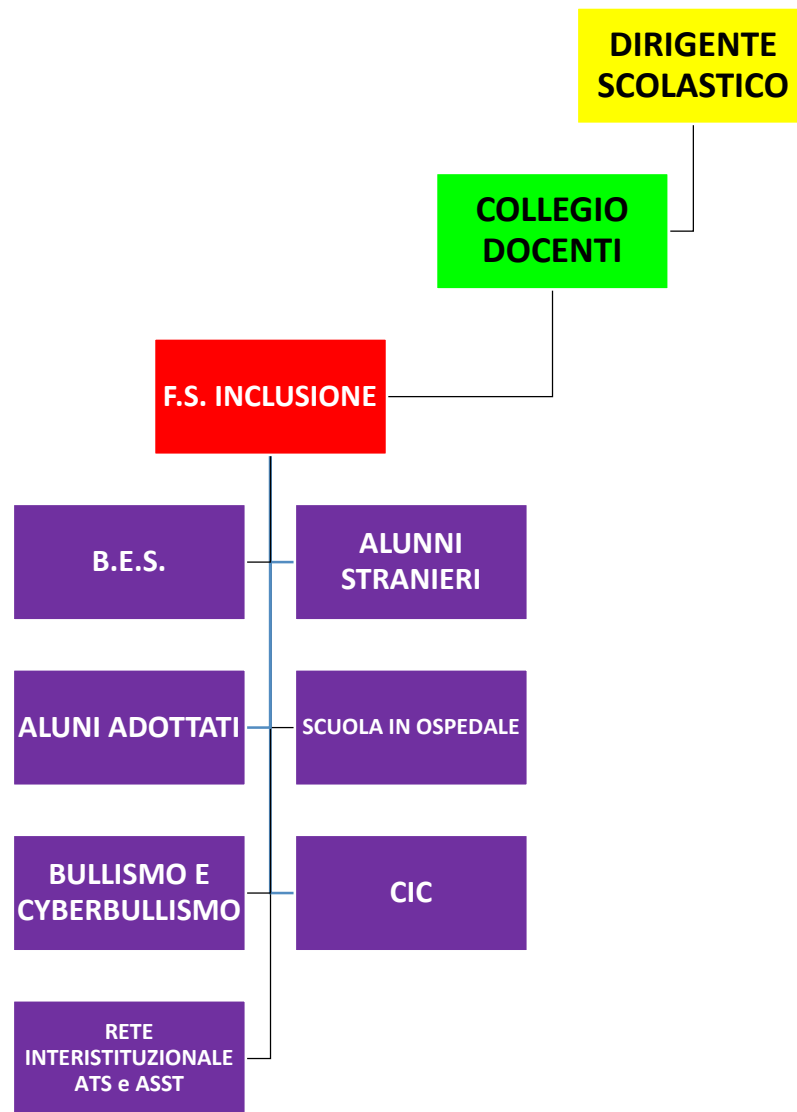 DIRIGENTE
SCOLASTICO
COLLEGIO
DOCENTI
F.S. INCLUSIONE
B.E.S.
ALUNNI
STRANIERI
ALUNI ADOTTATI
SCUOLA IN OSPEDALE
BULLISMO E
CYBERBULLISMO
CIC
RETE
INTERISTITUZIONALE
ATS e ASST